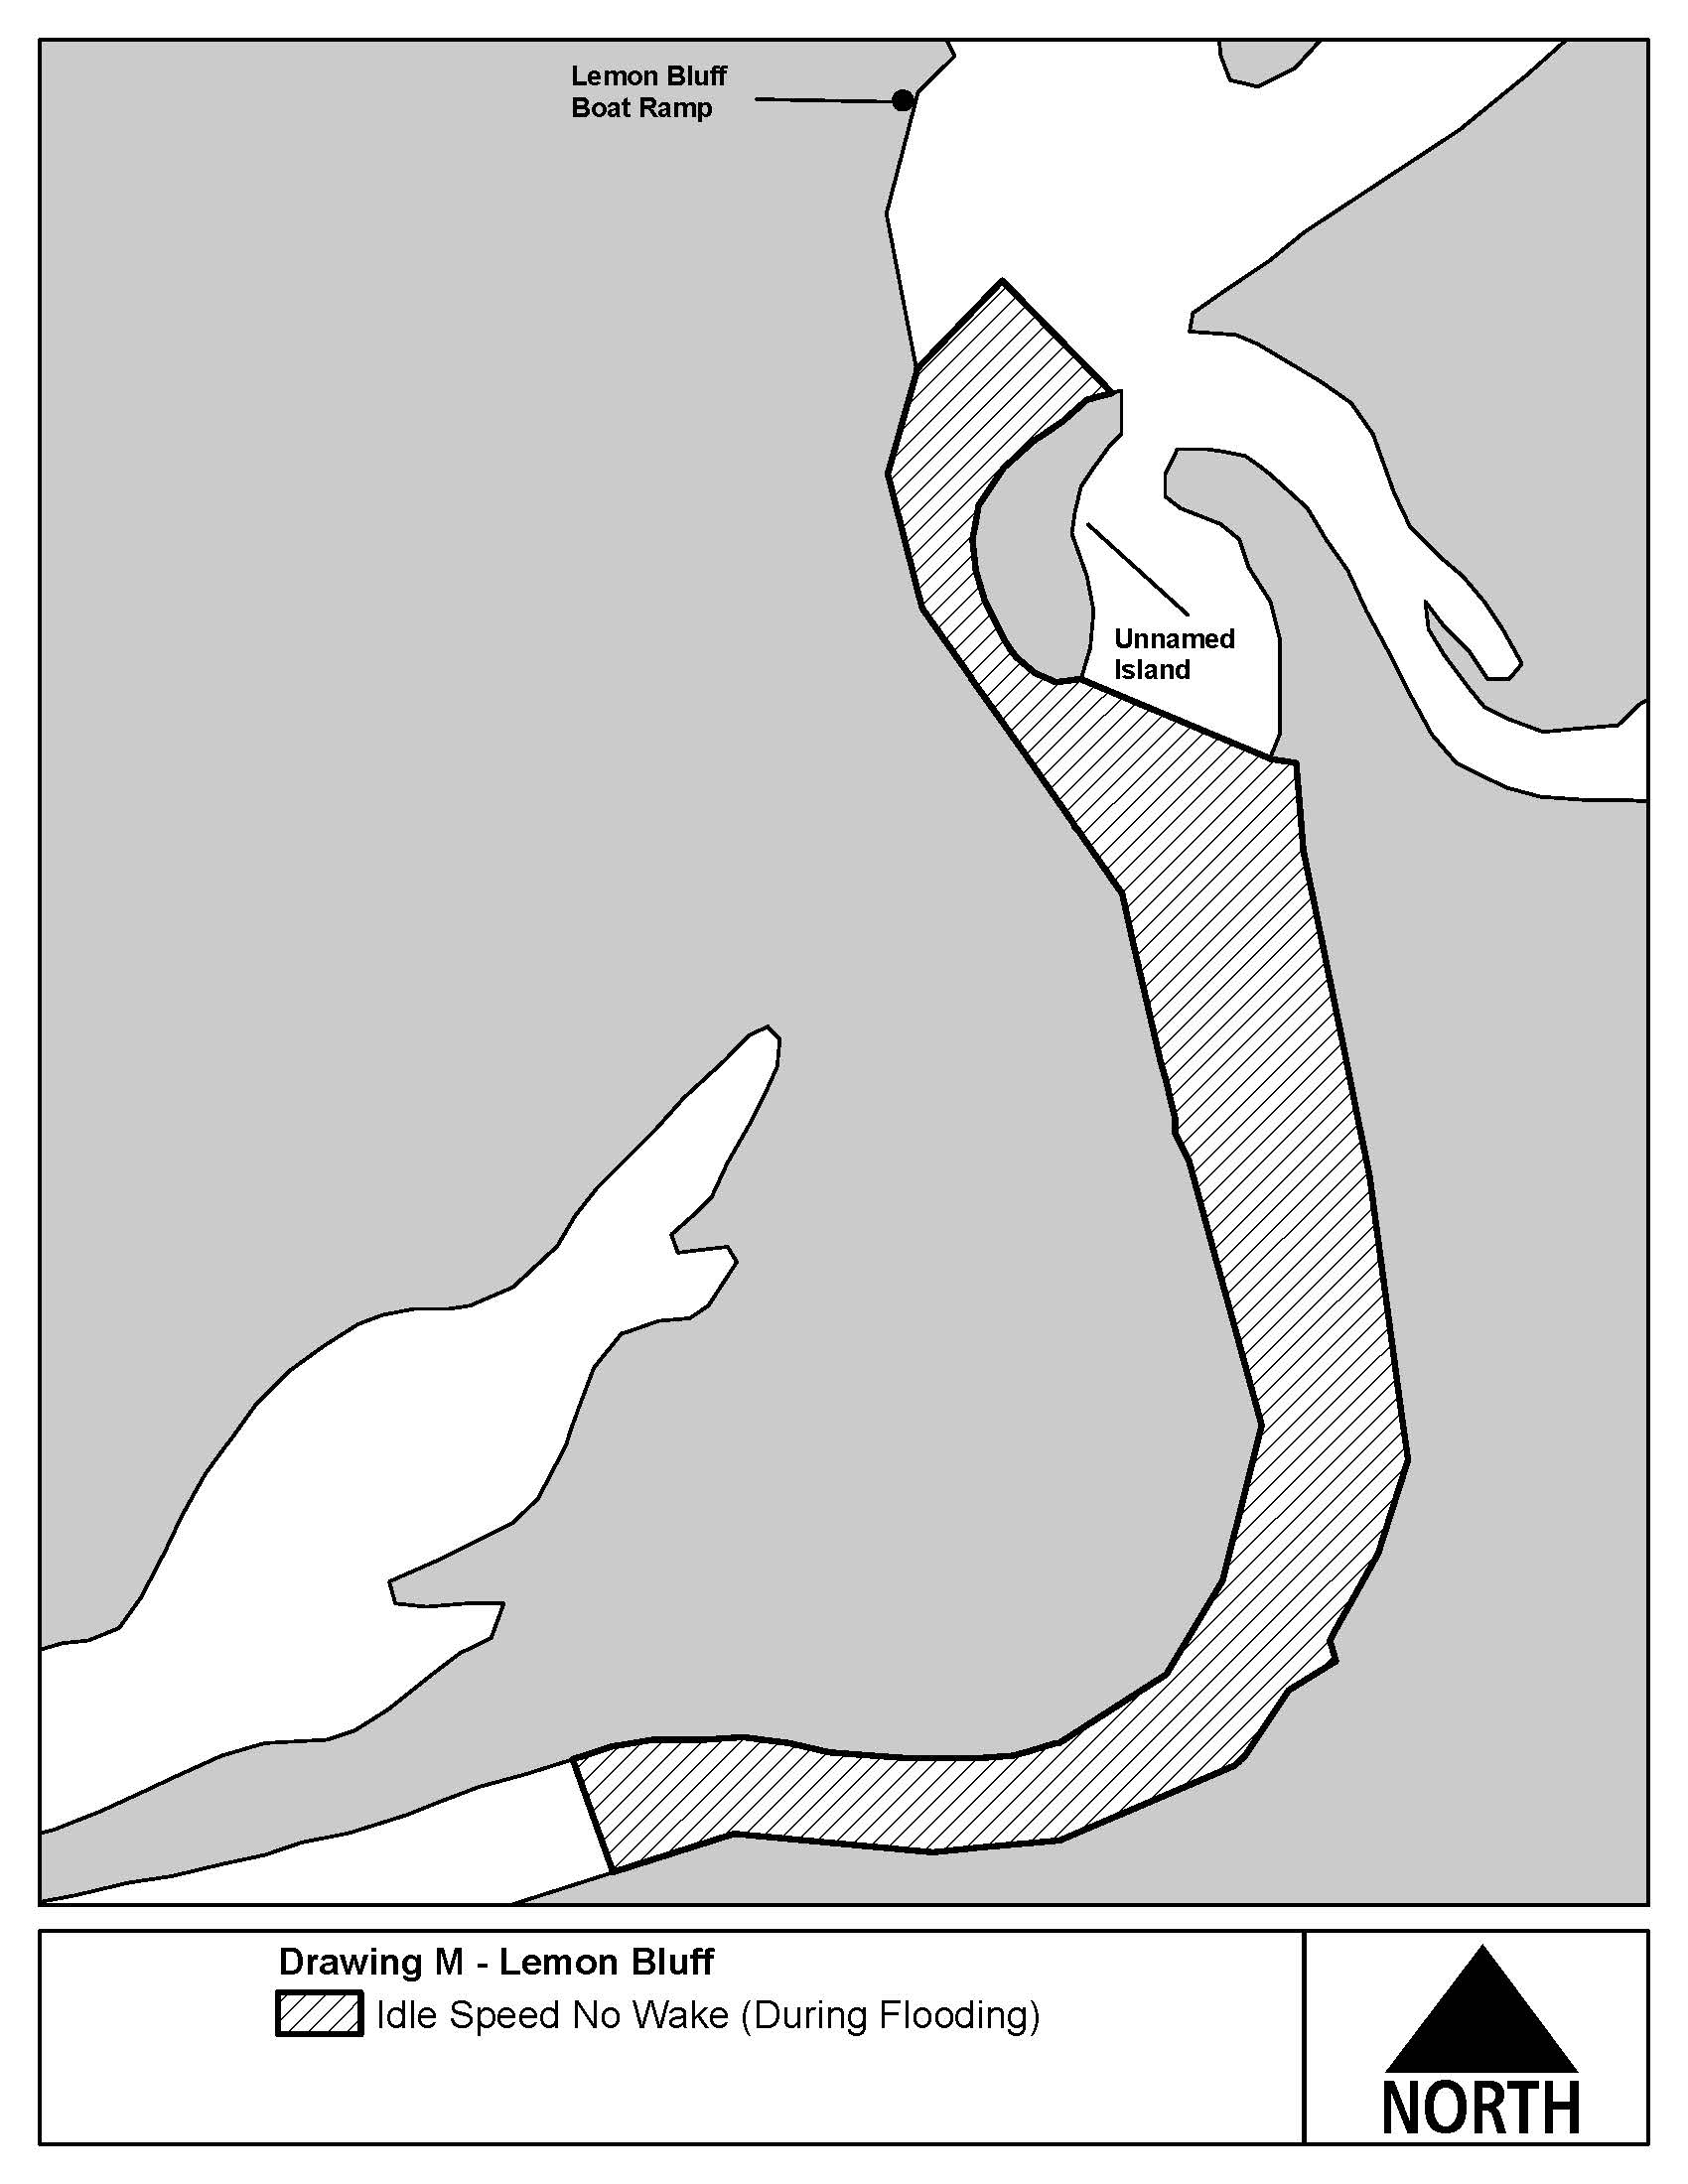 Lemon Bluff
Boat Ramp
Unnamed
Island
Drawing M - Lemon Bluff
Idle Speed No Wake (During Flooding)
NORTH